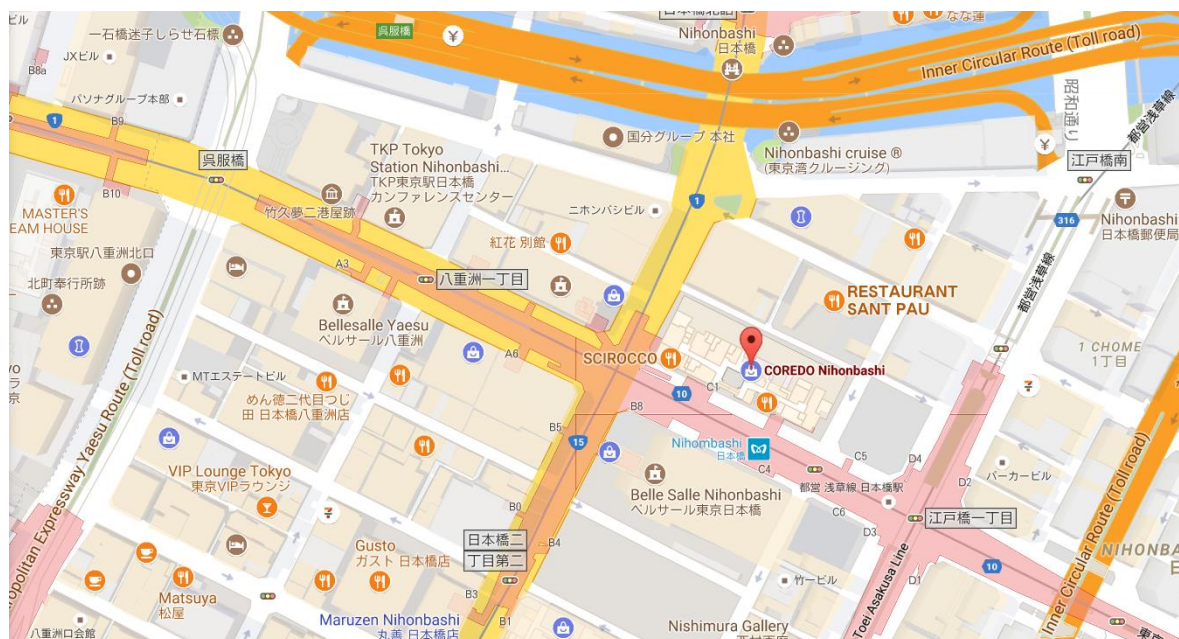 日本橋北詰
なな蓮
一石橋迷子しらせ石標
呉服橋
¥
Nihonbashi
日本橋
Inner Circular Route (Toll road)
JXビル
B8a
パソナグループ本部
昭和通り
都営浅草線
1
B9
国分グループ 本社
Nihonbashi cruise ®
(東京湾クルージング)
¥
TKP Tokyo
Station Nihonbashi...
TKP東京駅日本橋
カンファレンスセンター
呉服橋
江戸橋南
B10
竹久夢二港屋跡
1
MASTER'S
EAM HOUSE
ニホンバシビル
316
Nihonbashi
日本橋郵便局
紅花 別館
東京駅八重洲北口
A3
八重洲一丁目
都営浅草線
北町奉行所跡
RESTAURANT
SANT PAU
Bellesalle Yaesu
ベルサール八重洲
A6
SCIROCCO
COREDO Nihonbashi
1 CHOME
1丁目
MTエステートビル
C1
10
めん徳二代目つじ
田 日本橋八重洲店
B8
B5
15
Nihombashi
日本橋
C4
C5
D4
パーカービル
VIP Lounge Tokyo
東京VIPラウンジ
Belle Salle Nihonbashi
ベルサール東京日本橋
都営 浅草線 日本橋駅
D2
B0
C6
江戸橋一丁目
D3
日本橋二
丁目第二
B4
Gusto
ガスト 日本橋店
10
D1
竹一ビル
NIHONBA
Matsuya
松屋
B3
B1
Maruzen Nihonbashi
丸善 日本橋店
Nishimura Gallery
八重洲口会館
ropolitan Expressway Yaesu Route (Toll road)
Toei Asakusa Line
Inner Circular Route (Toll road)